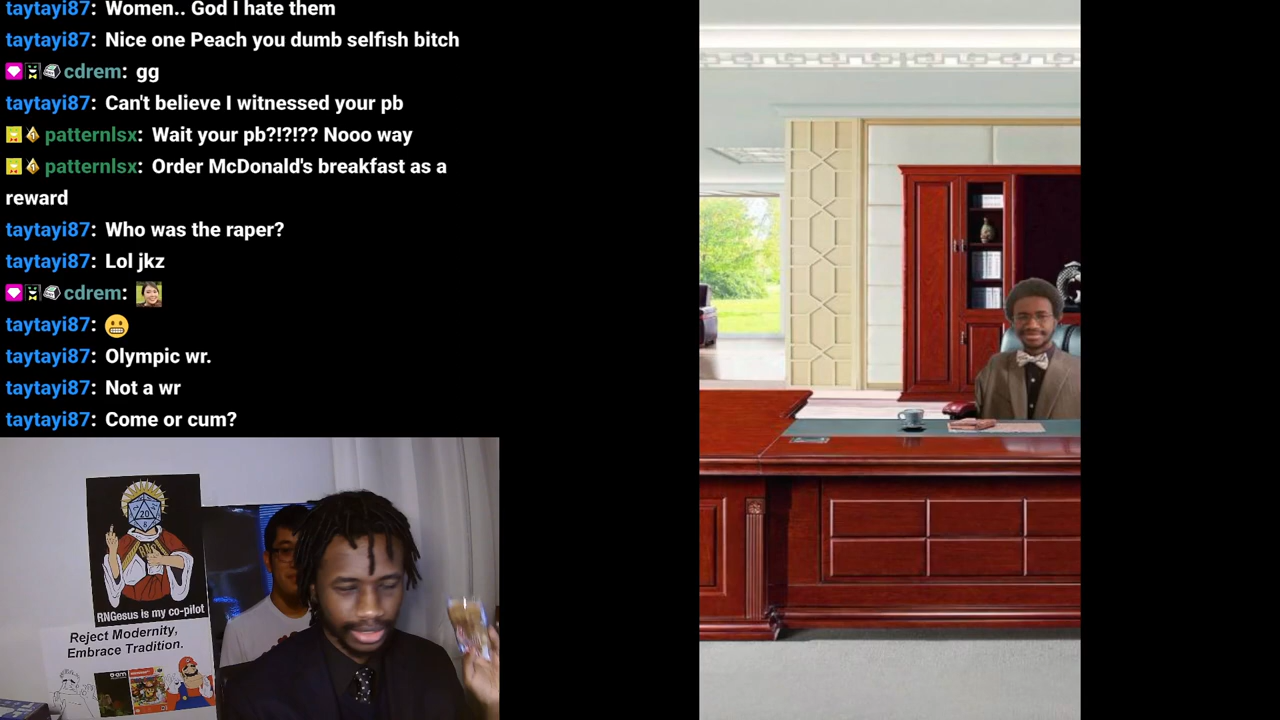 taytayi87: Women.. God I hate them
taytayi87: Nice one Peach you dumb selfish bitch
cdrem: gg
taytayi87: Can't believe I witnessed your pb
patternlsx: Wait your pb?!?!?? Nooo way
patternlsx: Order McDonald's breakfast as a
reward
taytayi87: Who was the raper?
taytayi87: Lol jkz
cdrem:
taytayi87: 😬
taytayi87: Olympic wr.
taytayi87: Not a wr
taytayi87: Come or cum?
20
8
RNGesus is my co-pilot
Reject Modernity,
Embrace Tradition.